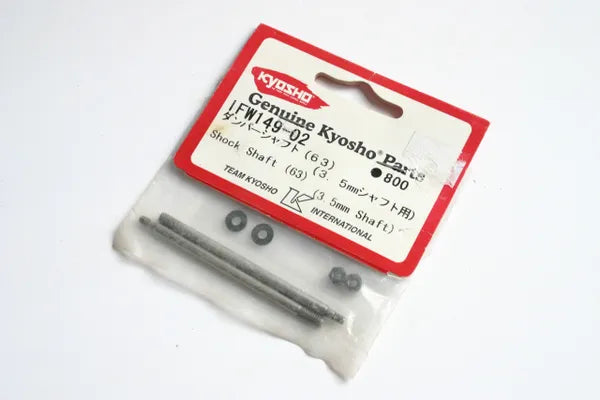 KYOSHO
Genuine Kyosho® Parts
IFW149-02
●800
ダンパーシャフト (63) (3.5mmシャフト用)
Shock Shaft (63) (3.5mm Shaft)
TEAM KYOSHO K INTERNATIONAL